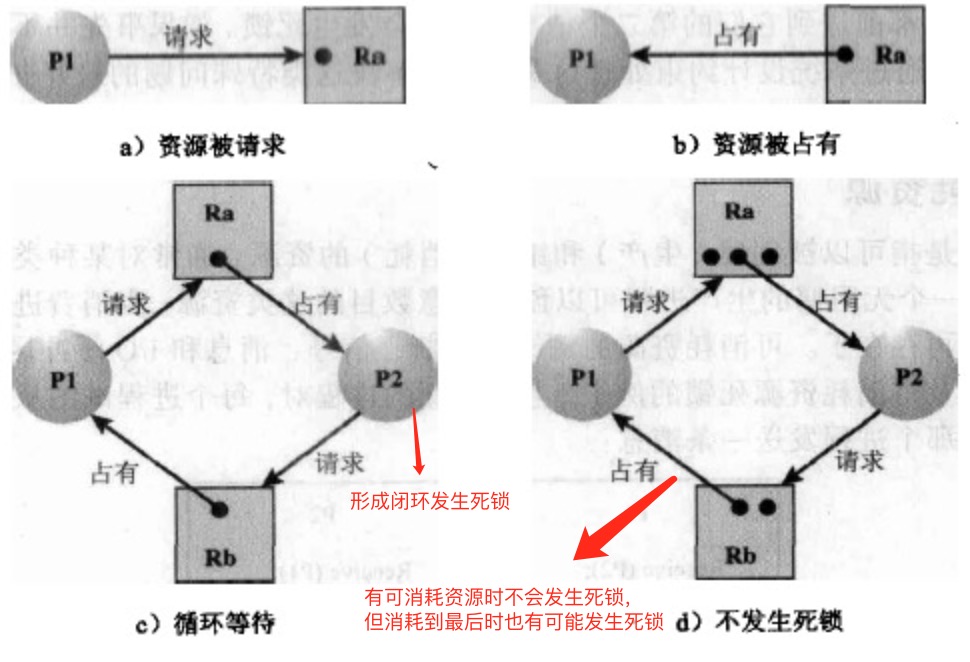 P1
请求
Ra
P1
占有
Ra
a）资源被请求
b）资源被占有
Ra
请求
占有
P1
P2
占有
请求
Rb
形成闭环发生死锁
c）循环等待
Ra
请求
占有
P1
P2
占有
请求
Rb
有可消耗资源时不会发生死锁，
但消耗到最后时也有可能发生死锁
d）不发生死锁